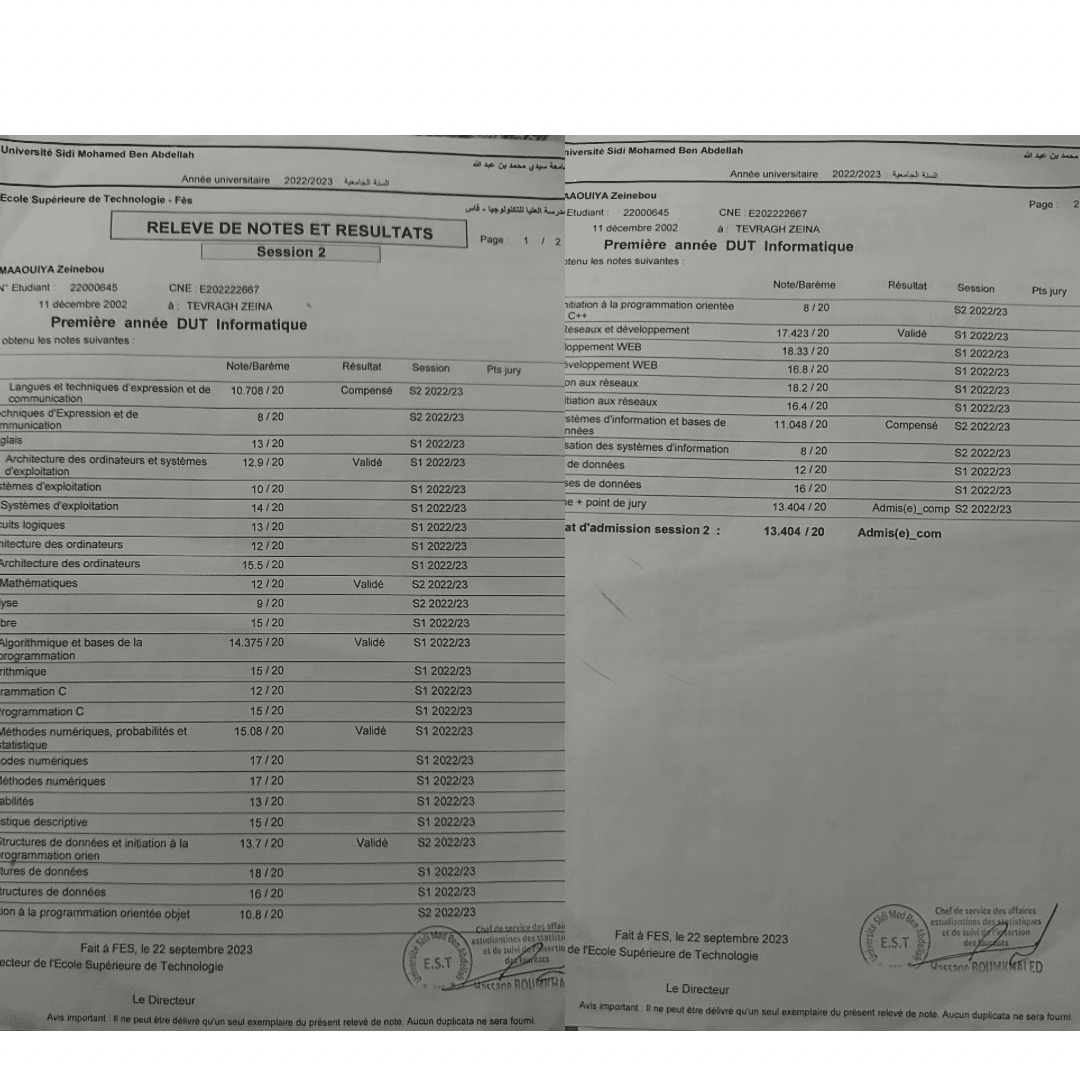 Université Sidi Mohamed Ben Abdellah
سيدي محمد بن عبد الله
Année universitaire 2022/2023 السنة الجامعية
Ecole Supérieure de Technologie - Fès
العليا للتكنولوجيا - فاس
RELEVE DE NOTES ET RESULTATS
Page : 1 / 2
Session 2
MAAOUIYA Zeinebou
N° Etudiant : 22000645 CNE : E202222667
11 décembre 2002 à : TEVRAGH ZEINA
Première année DUT Informatique
obtenu les notes suivantes :
Note/Barème Résultat Session Pts jury
Langues et techniques d'expression et de 10.708 / 20 Compensé S2 2022/23
communication
chniques d'Expression et de 8 / 20 S2 2022/23
mmunication
glais 13 / 20 S1 2022/23
Architecture des ordinateurs et systèmes 12.9 / 20 Validé S1 2022/23
d'exploitation
stèmes d'exploitation 10 / 20 S1 2022/23
Systèmes d'exploitation 14 / 20 S1 2022/23
cuits logiques 13 / 20 S1 2022/23
hitecture des ordinateurs 12 / 20 S1 2022/23
Architecture des ordinateurs 15.5 / 20 S1 2022/23
Mathématiques 12 / 20 Validé S2 2022/23
lyse 9 / 20 S2 2022/23
bre 15 / 20 S1 2022/23
Algorithmique et bases de la 14.375 / 20 Validé S1 2022/23
programmation
rithmique 15 / 20 S1 2022/23
rammation C 12 / 20 S1 2022/23
rogrammation C 15 / 20 S1 2022/23
Méthodes numériques, probabilités et 15.08 / 20 Validé S1 2022/23
statistique
odes numériques 17 / 20 S1 2022/23
Méthodes numériques 17 / 20 S1 2022/23
abilités 13 / 20 S1 2022/23
istique descriptive 15 / 20 S1 2022/23
Structures de données et initiation à la 13.7 / 20 Validé S2 2022/23
rogrammation orien
tures de données 18 / 20 S1 2022/23
tructures de données 16 / 20 S1 2022/23
ion à la programmation orientée objet 10.8 / 20 S2 2022/23
Fait à FES, le 22 septembre 2023
ecteur de l'Ecole Supérieure de Technologie
Le Directeur
Université Sidi Med Ben Abdellah
E.S.T
Chef de service des affai
estudiantines des statisti
et de suivi de l'insertio
des lauréats
Hassane BOUMKHA
Avis important : Il ne peut être délivré qu'un seul exemplaire du présent relevé de note. Aucun duplicata ne sera fourni.
niversité Sidi Mohamed Ben Abdellah
محمد بن عبد الله
Année universitaire 2022/2023 السنة الجامعية
AAOUIYA Zeinebou
Page : 2
Etudiant : 22000645 CNE : E202222667
11 décembre 2002 à : TEVRAGH ZEINA
Première année DUT Informatique
btenu les notes suivantes :
Note/Barème Résultat Session Pts jury
nitiation à la programmation orientée 8 / 20 S2 2022/23
C++
Réseaux et développement 17.423 / 20 Validé S1 2022/23
loppement WEB 18.33 / 20 S1 2022/23
éveloppement WEB 16.8 / 20 S1 2022/23
on aux réseaux 18.2 / 20 S1 2022/23
itiation aux réseaux 16.4 / 20 S1 2022/23
stèmes d'information et bases de 11.048 / 20 Compensé S2 2022/23
nnées
sation des systèmes d'information 8 / 20 S2 2022/23
de données 12 / 20 S1 2022/23
ses de données 16 / 20 S1 2022/23
ne + point de jury 13.404 / 20 Admis(e)_comp S2 2022/23
at d'admission session 2 : 13.404 / 20 Admis(e)_com
Fait à FES, le 22 septembre 2023
de l'Ecole Supérieure de Technologie
Le Directeur
Université Sidi Med Ben Abdellah
E.S.T
Chef de service des affaires
estudiantines des statistiques
et de suivi de l'insertion
des lauréats
Hassane BOUMKHALED
Avis important : Il ne peut être délivré qu'un seul exemplaire du présent relevé de note. Aucun duplicata ne sera fourni.